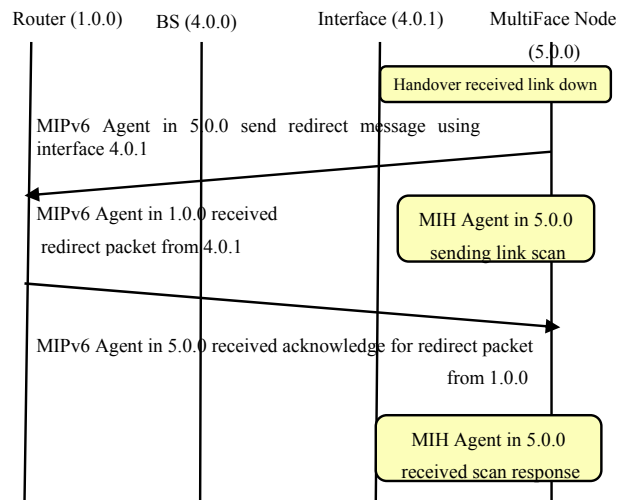 Router (1.0.0) BS (4.0.0) Interface (4.0.1) MultiFace Node
(5.0.0)
Handover received link down
MIPv6 Agent in 5.0.0 send redirect message using
interface 4.0.1
MIPv6 Agent in 1.0.0 received
redirect packet from 4.0.1
MIH Agent in 5.0.0
sending link scan
MIPv6 Agent in 5.0.0 received acknowledge for redirect packet
from 1.0.0
MIH Agent in 5.0.0
received scan response